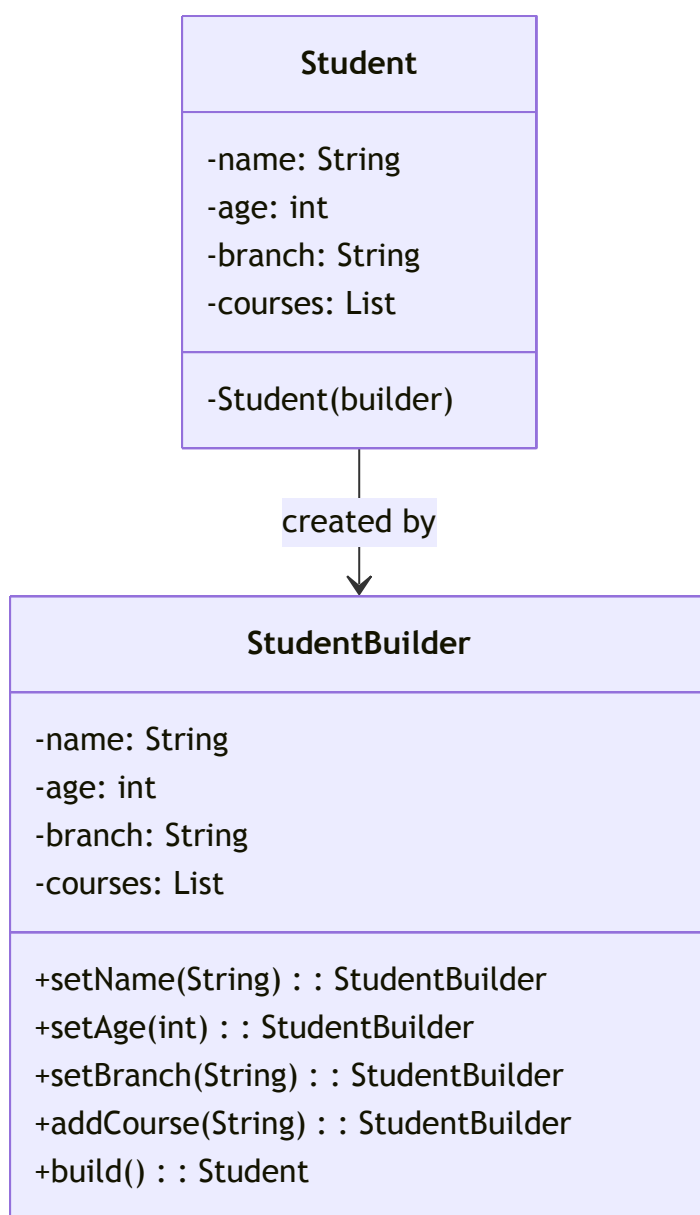 Student
-name: String
-age: int
-branch: String
-courses: List
-Student(builder)
created by
StudentBuilder
-name: String
-age: int
-branch: String
-courses: List
+setName(String) : : StudentBuilder
+setAge(int) : : StudentBuilder
+setBranch(String) : : StudentBuilder
+addCourse(String) : : StudentBuilder
+build() : : Student